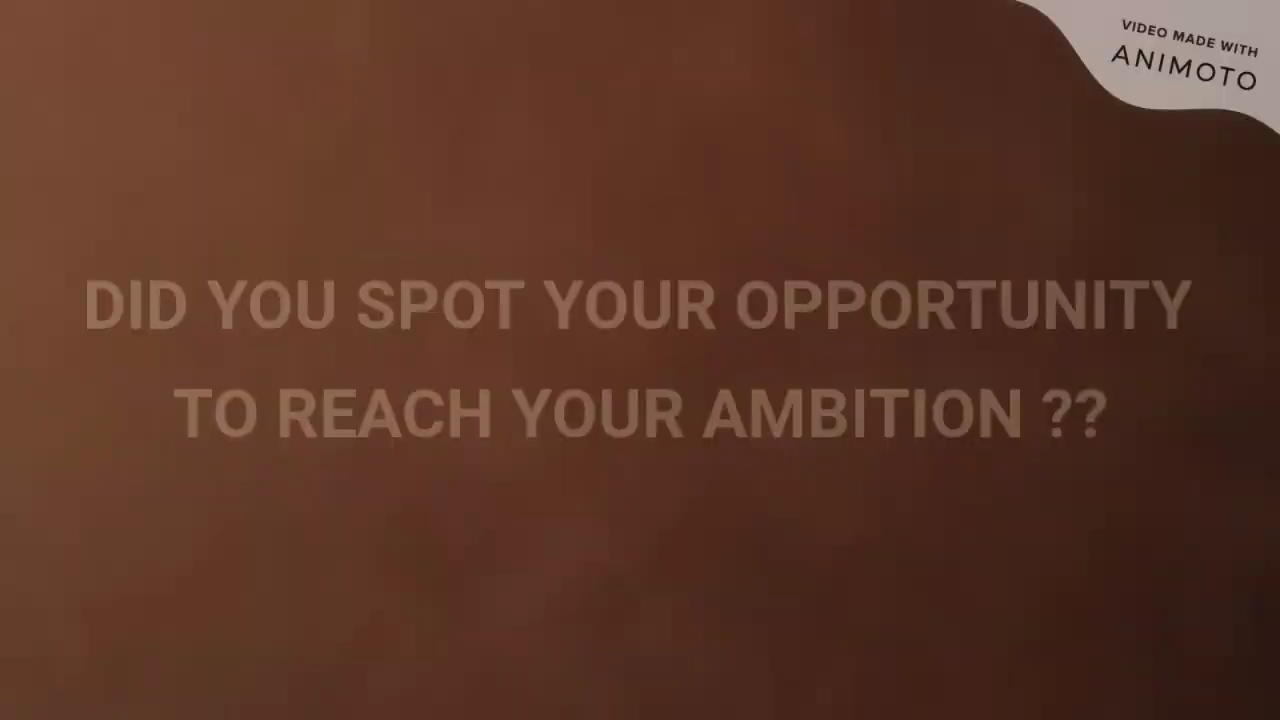 VIDEO MADE WITH
ANIMOTO
DID YOU SPOT YOUR OPPORTUNITY
TO REACH YOUR AMBITION ??